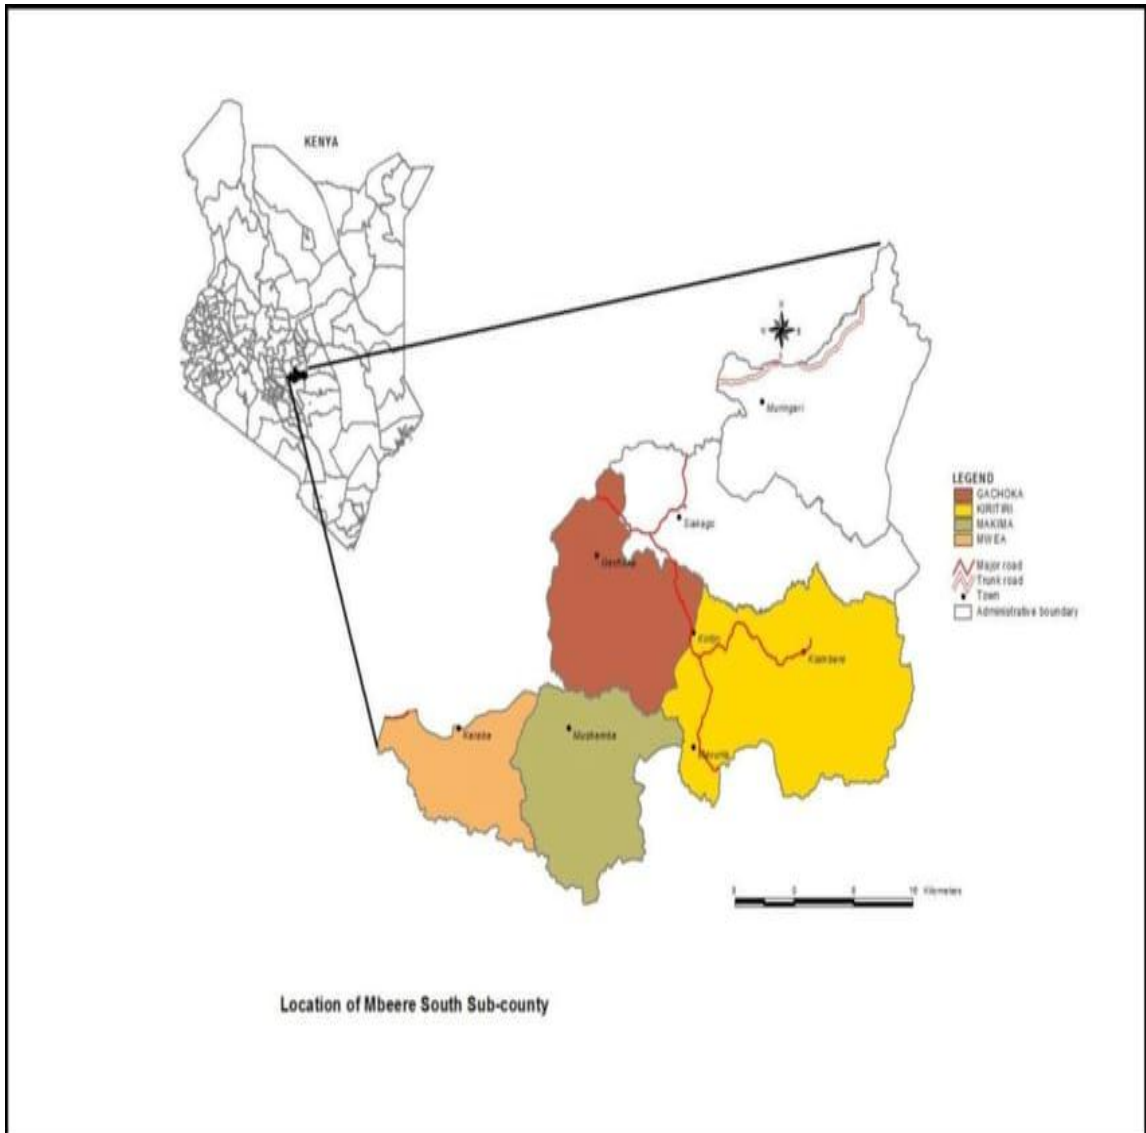 KENYA
Muringari
Siakago
Kiritiri
Kiambere
Karaba
LEGEND
GACHOKA
KIRITIRI
MAKIMA
MWEA
Major road
Trunk road
Town
Administrative boundary
Kilometers
Location of Mbeere South Sub-county